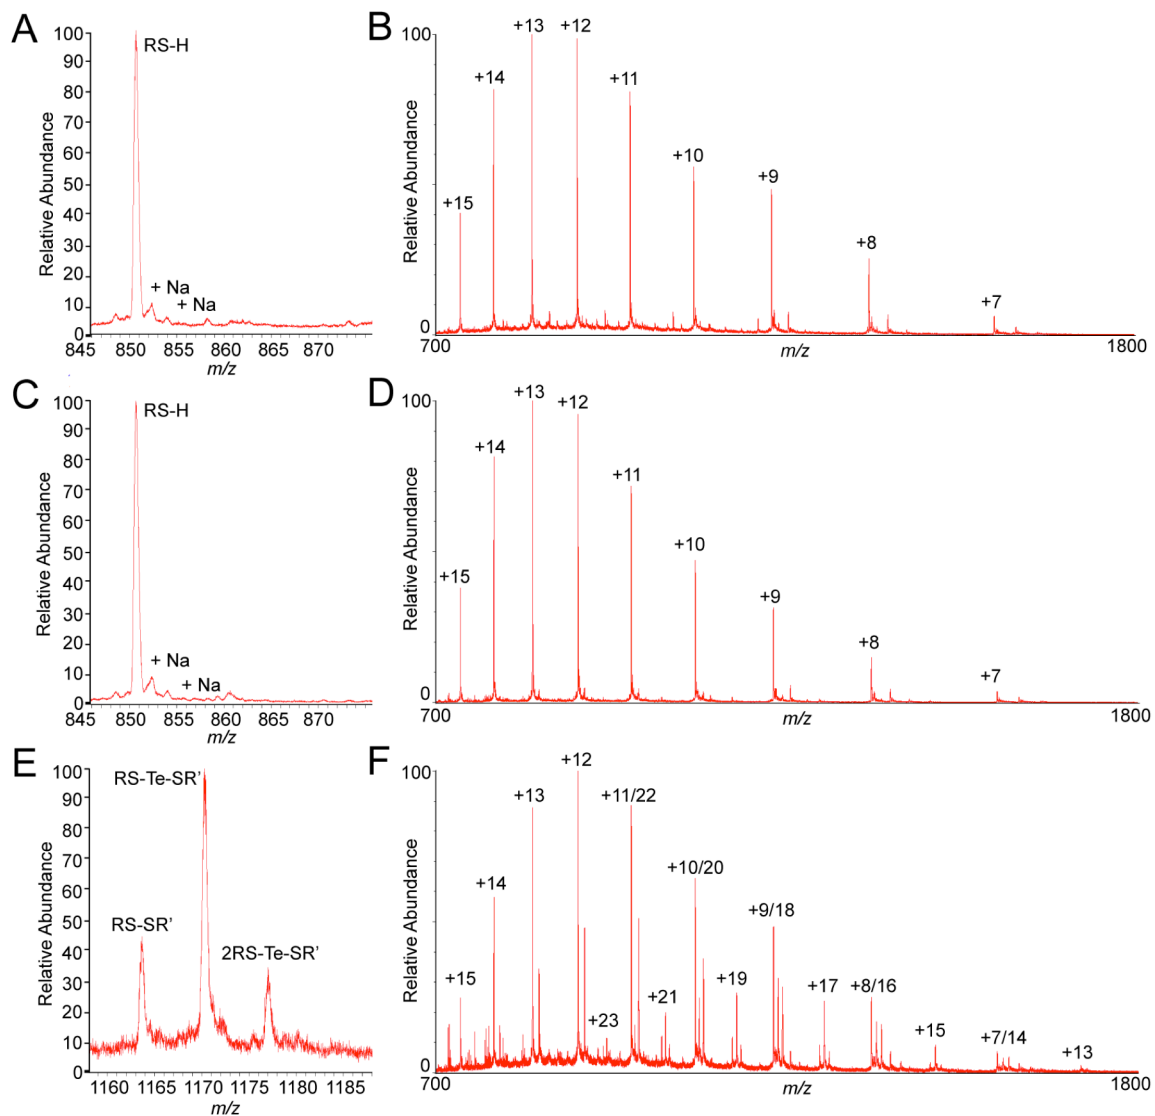 A
100
90
80
70
60
50
40
30
20
10
0
Relative Abundance
RS-H
+ Na
+ Na
845 850 855 860 865 870
m/z
B
100
0
Relative Abundance
+15
+14
+13
+12
+11
+10
+9
+8
+7
700
1800
m/z
C
100
90
80
70
60
50
40
30
20
10
0
Relative Abundance
RS-H
+ Na
+ Na
845 850 855 860 865 870
m/z
D
100
0
Relative Abundance
+15
+14
+13
+12
+11
+10
+9
+8
+7
700
1800
m/z
E
100
90
80
70
60
50
40
30
20
10
0
Relative Abundance
RS-Te-SR'
RS-SR'
2RS-Te-SR'
1160 1165 1170 1175 1180 1185
m/z
F
100
0
Relative Abundance
+15
+14
+13
+12
+23
+11/22
+21
+10/20
+19
+9/18
+17
+8/16
+15
+7/14
+13
700
1800
m/z